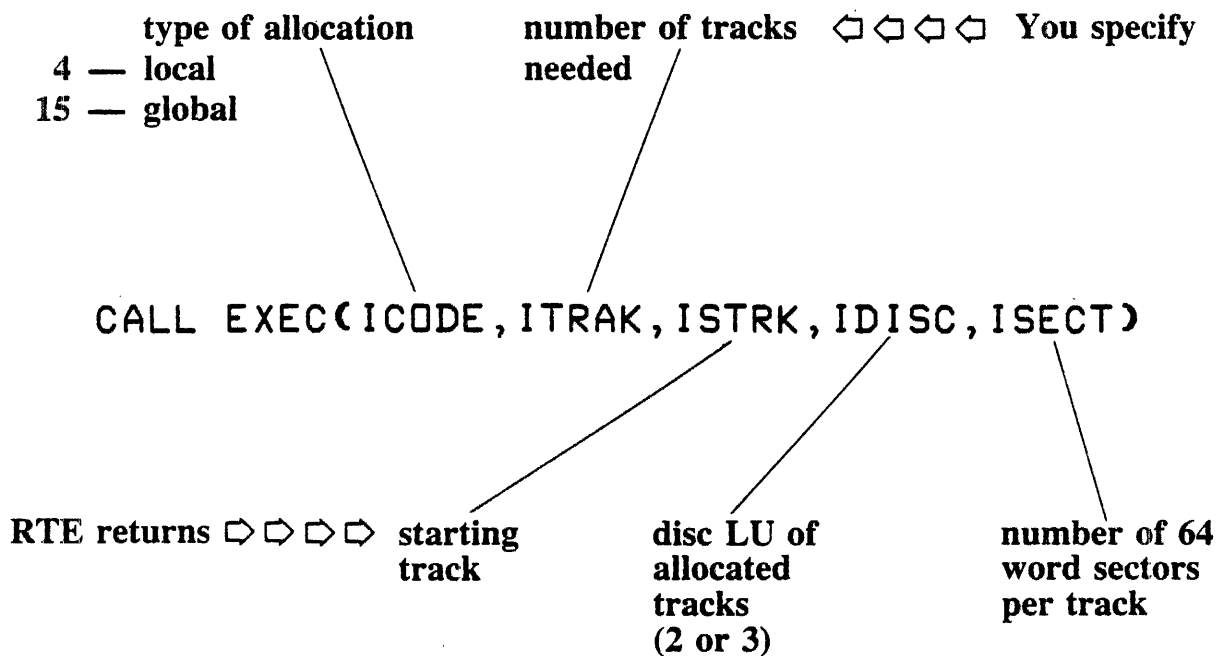 type of allocation
4 — local
15 — global
number of tracks
needed
You specify
CALL EXEC(ICODE,ITRAK,ISTRK,IDISC,ISECT)
RTE returns
starting
track
disc LU of
allocated
tracks
(2 or 3)
number of 64
word sectors
per track